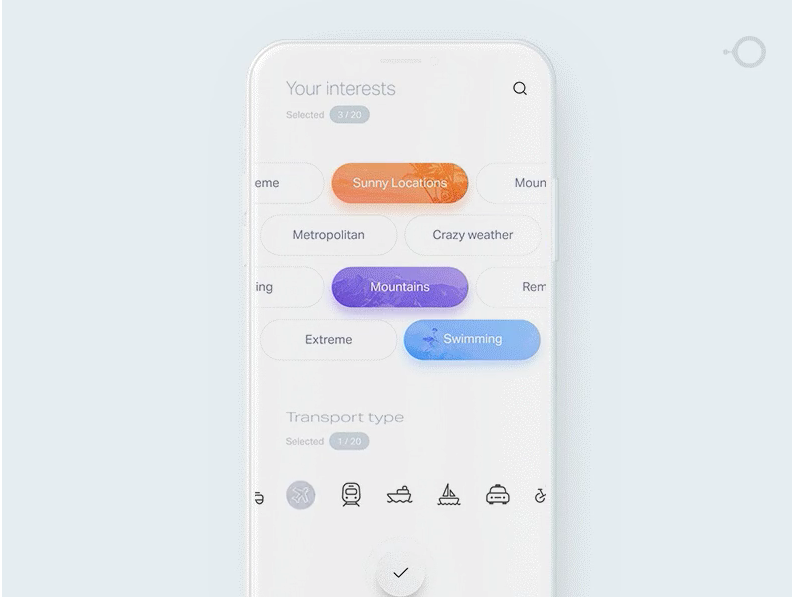 Your interests
Selected 3 / 20
eme Sunny Locations Moun
Metropolitan Crazy weather
ing Mountains Rem
Extreme Swimming
Transport type
Selected 1 / 20